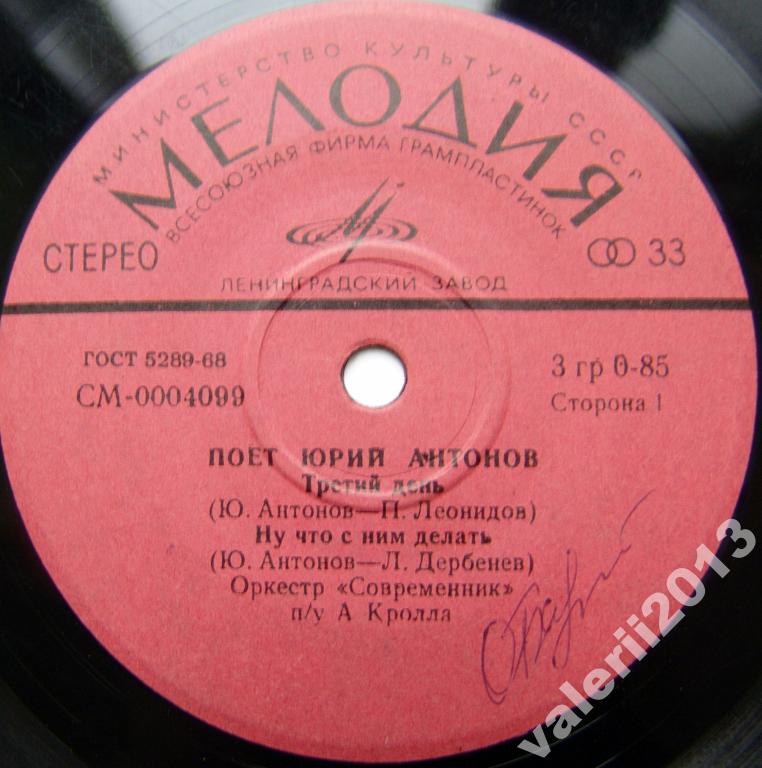 МИНИСТЕРСТВО КУЛЬТУРЫ СССР
МЕЛОДИЯ
ВСЕСОЮЗНАЯ ФИРМА ГРАМПЛАСТИНОК
СТЕРЕО
33
ЛЕНИНГРАДСКИЙ ЗАВОД
ГОСТ 5289-68
3 гр 0-85
СМ-0004099
Сторона 1
ПОЕТ ЮРИЙ АНТОНОВ
Третий день
(Ю. Антонов—П. Леонидов)
Ну что с ним делать
(Ю. Антонов—Л. Дербенев)
Оркестр «Современник»
п/у А Кролла
valerii2013